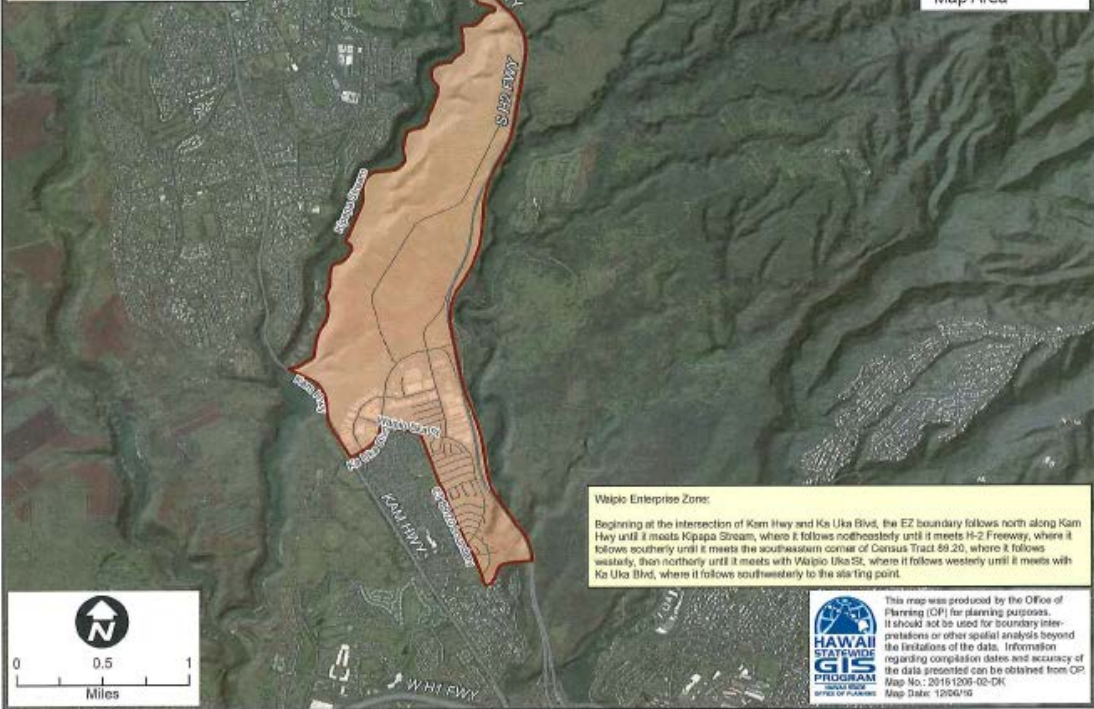 Map Area
S H2 FWY
Kipapa Stream
Kam Hwy
Waipio Uka St
Ka Uka
KAM HWY
Waipio Enterprise Zone:
Beginning at the intersection of Kam Hwy and Ka Uka Blvd, the EZ boundary follows north along Kam
Hwy until it meets Kipapa Stream, where it follows northeasterly until it meets H-2 Freeway, where it
follows southerly until it meets the southeastern corner of Census Tract 89.20, where it follows
westerly, then northerly until it meets with Waipio Uka St, where it follows westerly until it meets with
Ka Uka Blvd, where it follows southwesterly to the starting point.
N
0 0.5 1
Miles
W H1 FWY
HAWAII
STATEWIDE
GIS
PROGRAM
HAWAII STATE
OFFICE OF PLANNING
This map was produced by the Office of
Planning (OP) for planning purposes.
It should not be used for boundary inter-
pretations or other spatial analysis beyond
the limitations of the data. Information
regarding compilation dates and accuracy of
the data presented can be obtained from OP.
Map No.: 20161206-02-DK
Map Date: 12/06/16